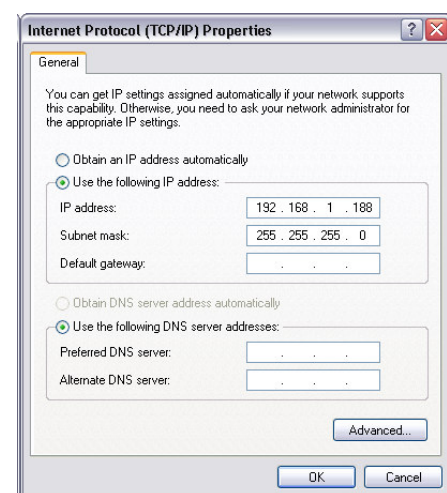 Internet Protocol (TCP/IP) Properties
General
You can get IP settings assigned automatically if your network supports
this capability. Otherwise, you need to ask your network administrator for
the appropriate IP settings.
Obtain an IP address automatically
Use the following IP address:
IP address: 192 . 168 . 1 . 188
Subnet mask: 255 . 255 . 255 . 0
Default gateway: . . .
Obtain DNS server address automatically
Use the following DNS server addresses:
Preferred DNS server: . . .
Alternate DNS server: . . .
Advanced...
OK Cancel